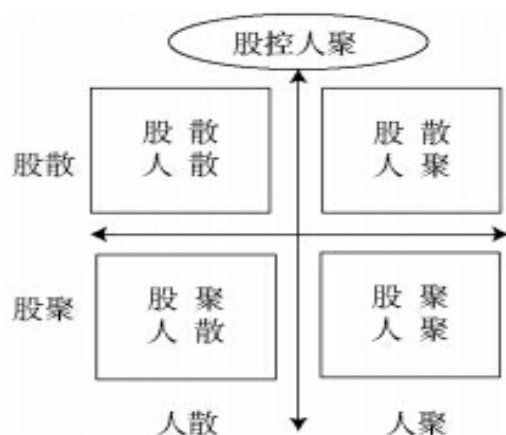 股控人聚
股散
股 散
人 散
股 散
人 聚
股聚
股 聚
人 散
股 聚
人 聚
人散
人聚